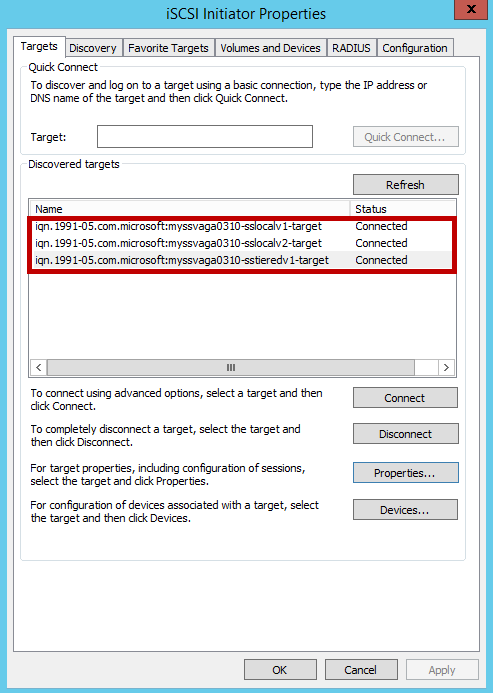 iSCSI Initiator Properties
x
Targets Discovery Favorite Targets Volumes and Devices RADIUS Configuration
Quick Connect
To discover and log on to a target using a basic connection, type the IP address or
DNS name of the target and then click Quick Connect.
Target: Quick Connect...
Discovered targets
Refresh
Name Status
iqn.1991-05.com.microsoft:myssvaga0310-sslocalv1-target Connected
iqn.1991-05.com.microsoft:myssvaga0310-sslocalv2-target Connected
iqn.1991-05.com.microsoft:myssvaga0310-sstieredv1-target Connected
To connect using advanced options, select a target and then
click Connect.
Connect
To completely disconnect a target, select the target and
then click Disconnect.
Disconnect
For target properties, including configuration of sessions,
select the target and click Properties.
Properties...
For configuration of devices associated with a target, select
the target and then click Devices.
Devices...
OK Cancel Apply